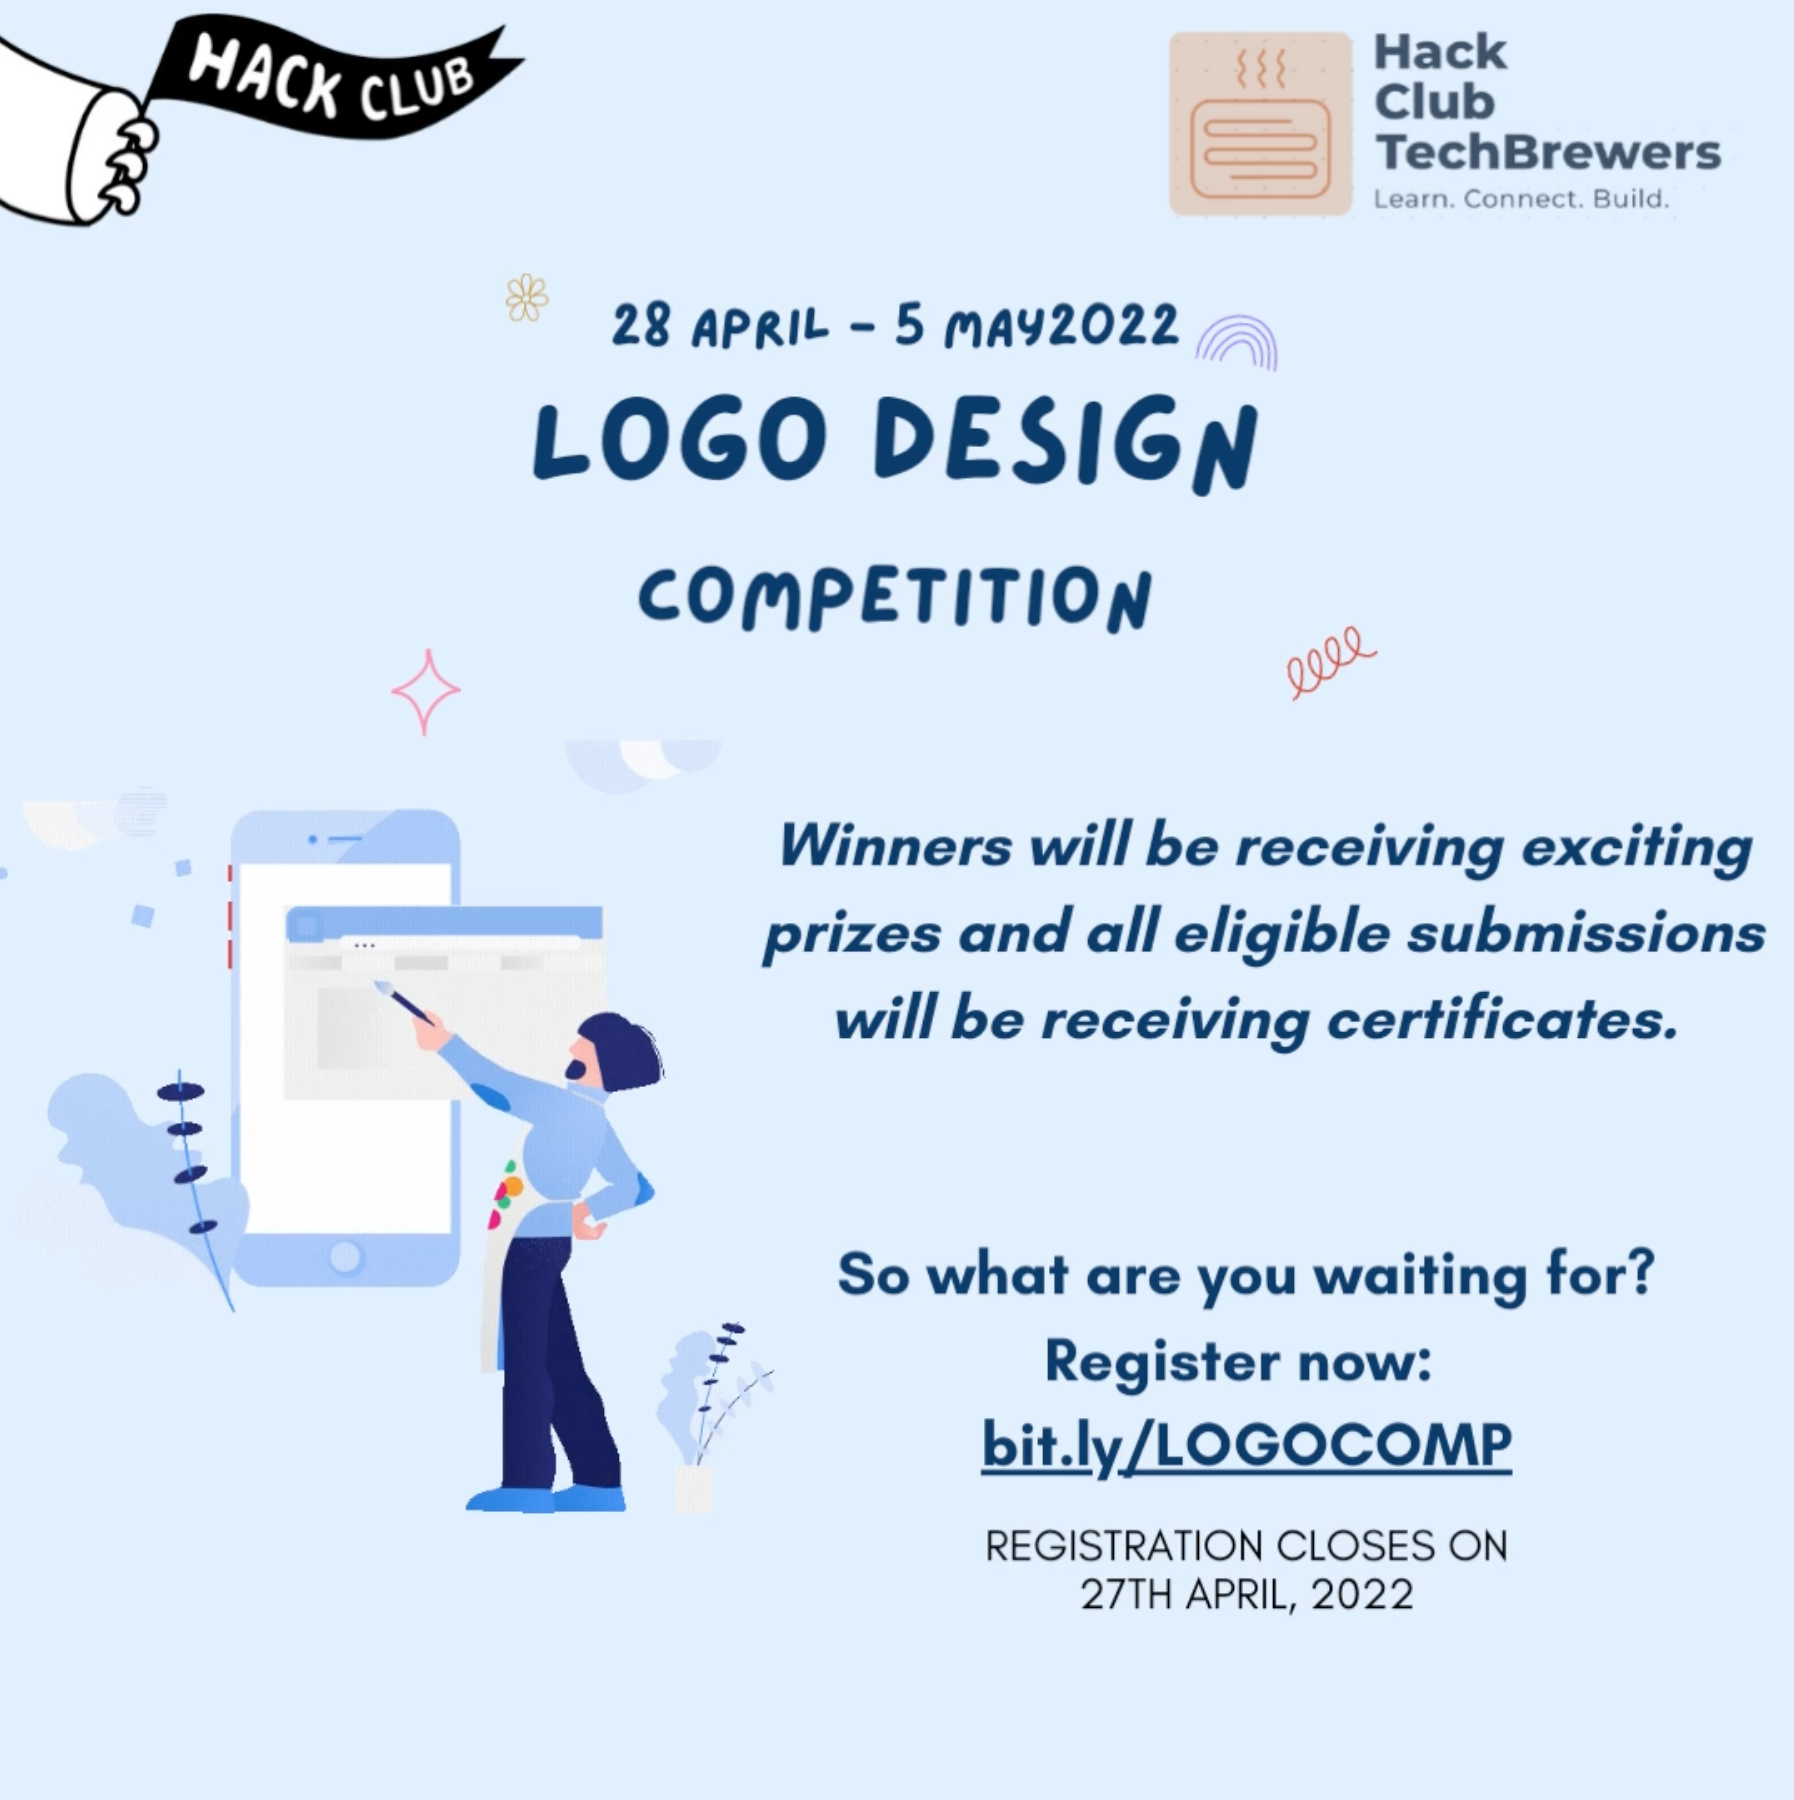 HACK CLUB
Hack
Club
TechBrewers
Learn. Connect. Build.
28 APRIL - 5 MAY2022
LOGO DESIGN
COMPETITION
Winners will be receiving exciting
prizes and all eligible submissions
will be receiving certificates.
So what are you waiting for?
Register now:
bit.ly/LOGOCOMP
REGISTRATION CLOSES ON
27TH APRIL, 2022